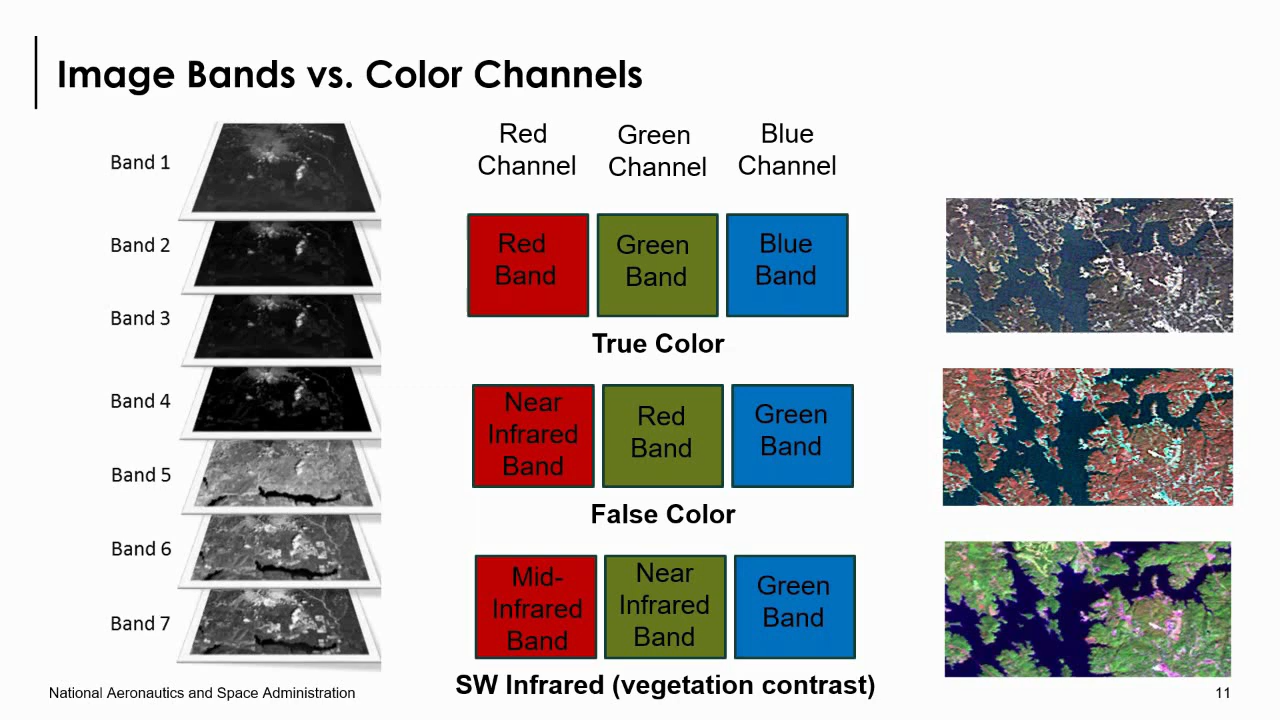 Image Bands vs. Color Channels
Band 1
Band 2
Band 3
Band 4
Band 5
Band 6
Band 7
Red
Channel
Green
Channel
Blue
Channel
Red
Band
Green
Band
Blue
Band
True Color
Near
Infrared
Band
Red
Band
Green
Band
False Color
Mid-
Infrared
Band
Near
Infrared
Band
Green
Band
SW Infrared (vegetation contrast)
National Aeronautics and Space Administration
11